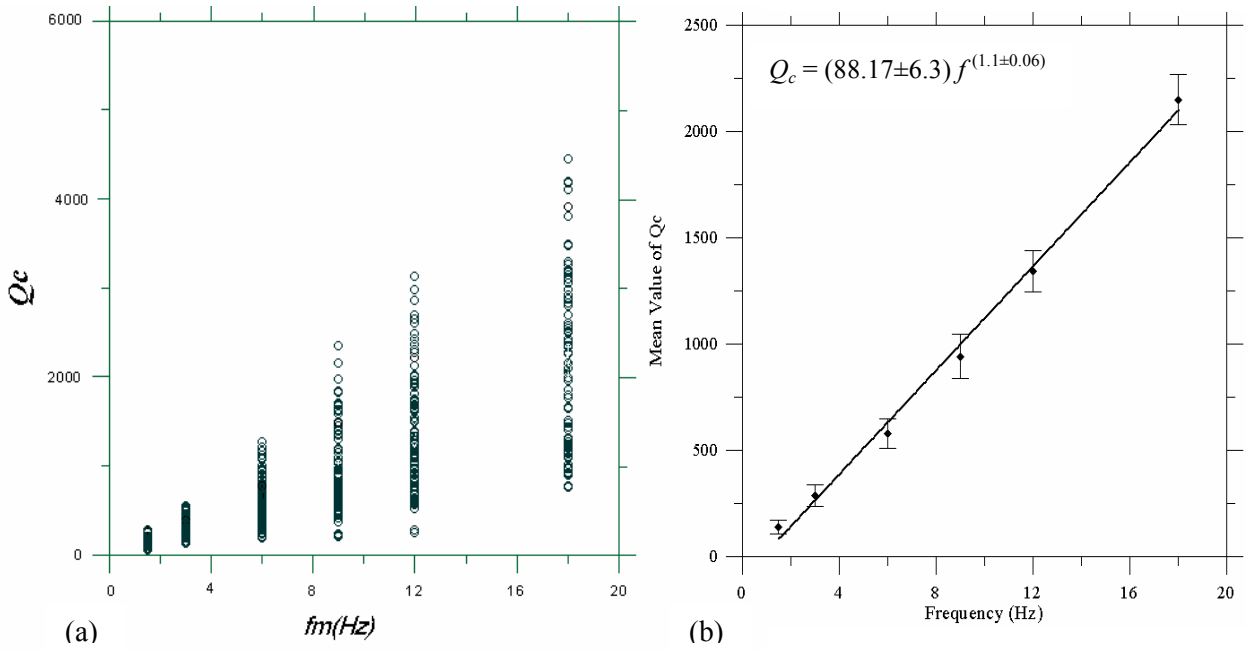 6000
4000
2000
0
Qc
0 4 8 12 16 20
fm(Hz)
(a)
Qc = (88.17±6.3) f^(1.1±0.06)
2500
2000
1500
1000
500
0
Mean Value of Qc
0 4 8 12 16 20
Frequency (Hz)
(b)